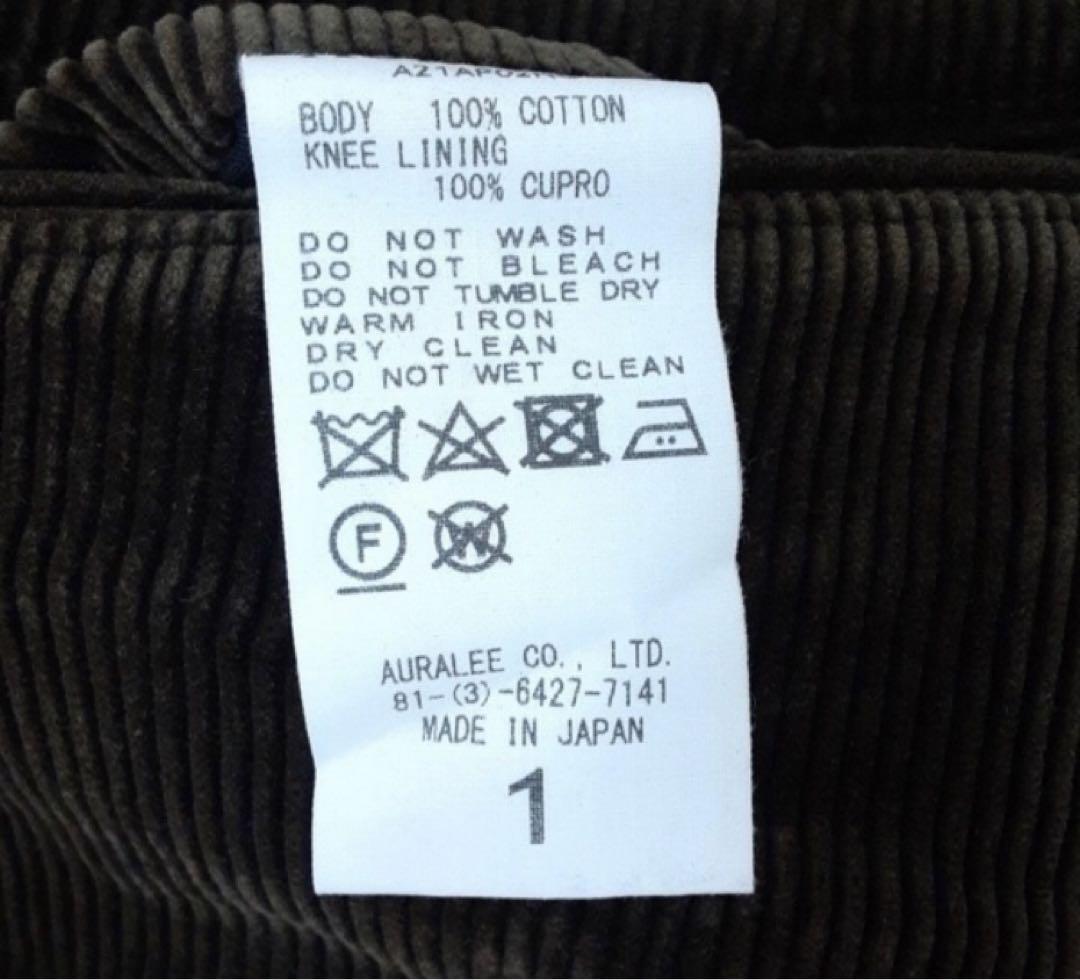 BODY 100% COTTON
KNEE LINING
100% CUPRO
DO NOT WASH
DO NOT BLEACH
DO NOT TUMBLE DRY
WARM IRON
DRY CLEAN
DO NOT WET CLEAN
F
W
AURALEE CO., LTD.
81-(3)-6427-7141
MADE IN JAPAN
1